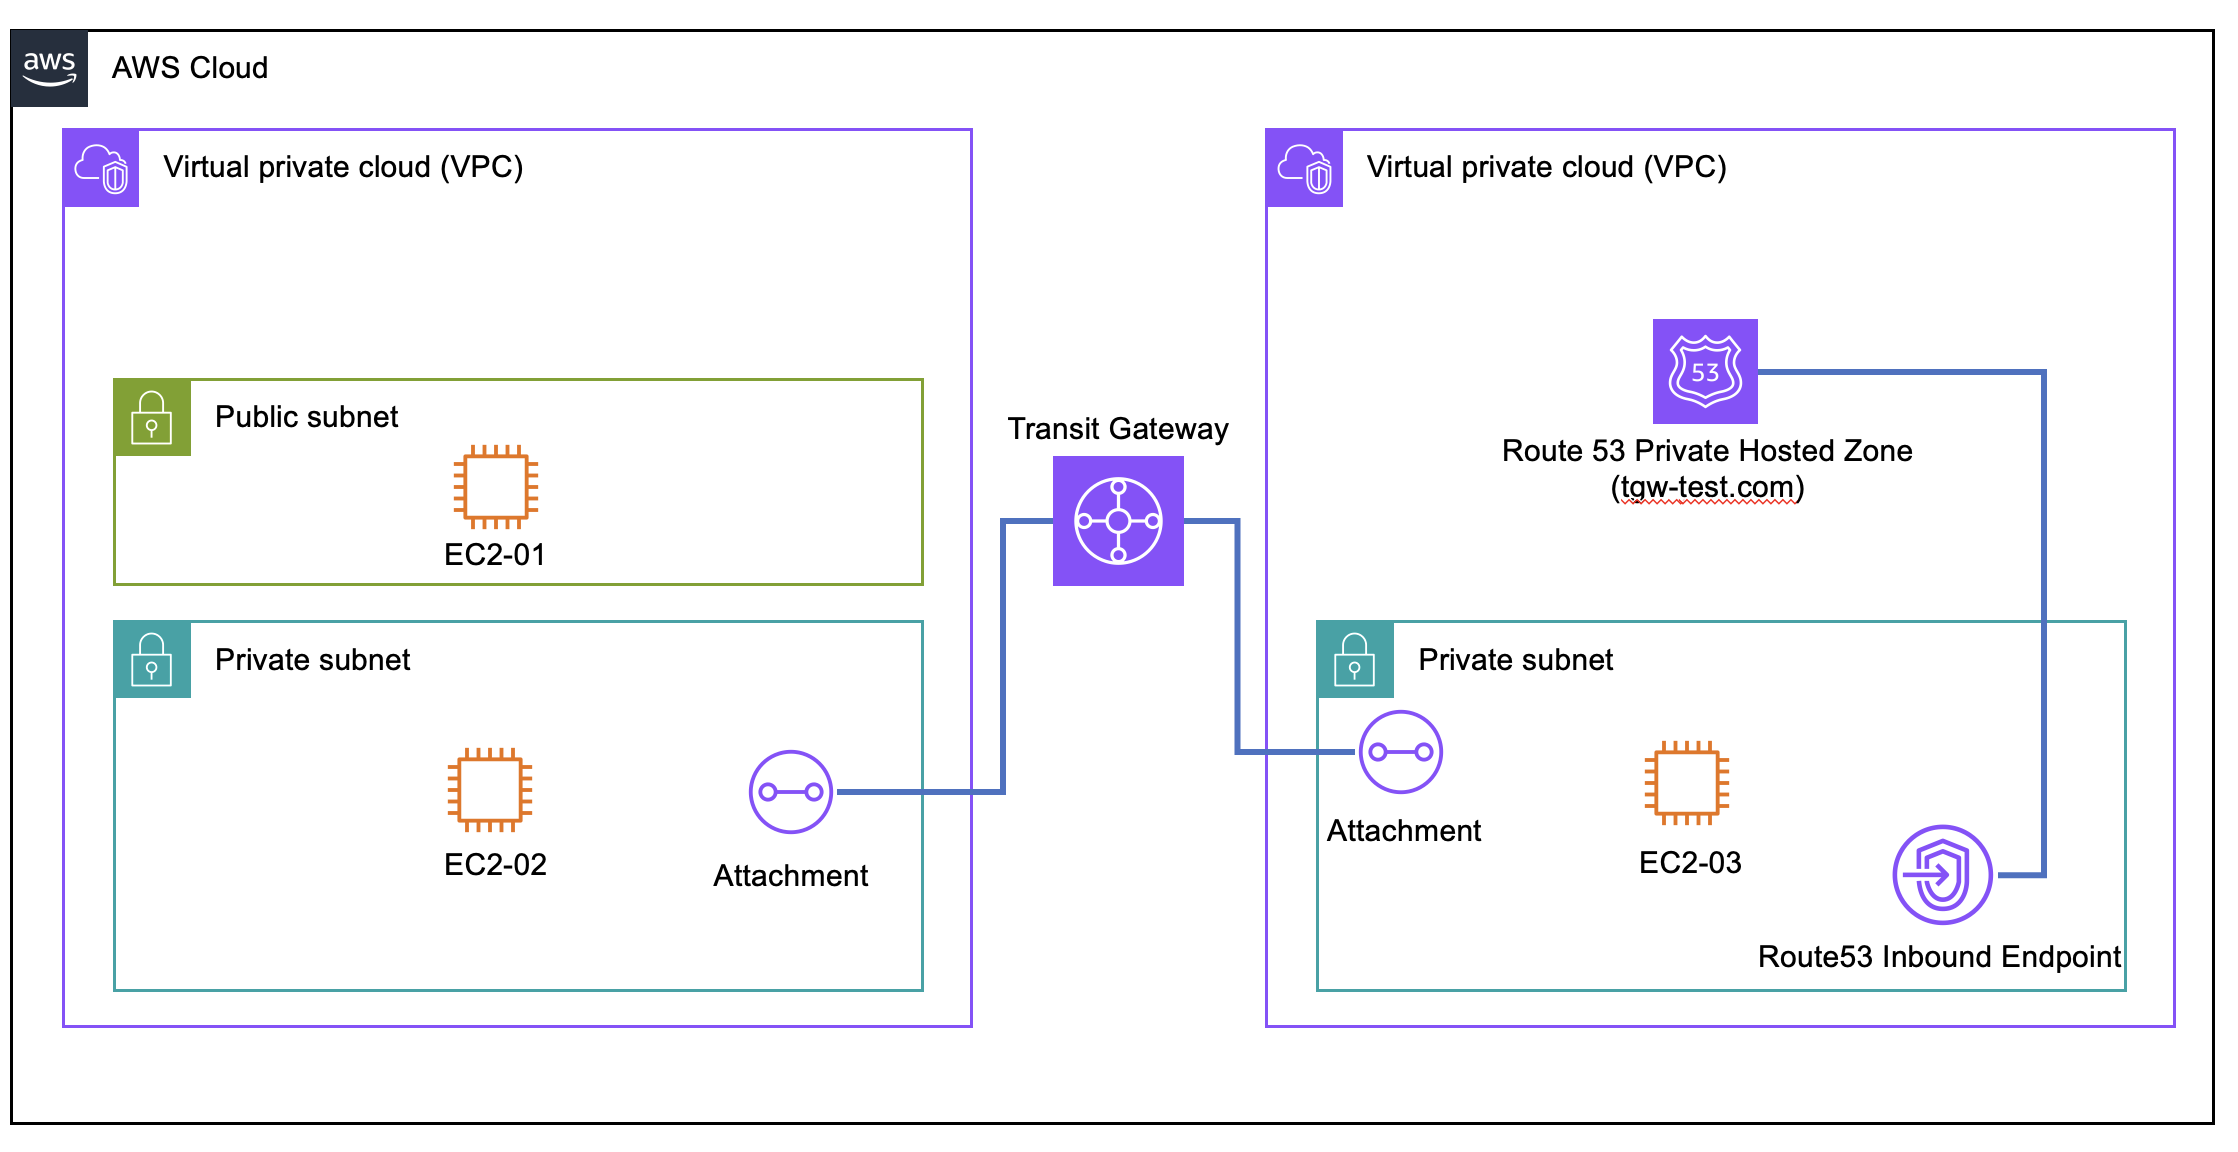 aws
AWS Cloud
Virtual private cloud (VPC)
Public subnet
EC2-01
Private subnet
EC2-02
Attachment
Transit Gateway
Virtual private cloud (VPC)
53
Route 53 Private Hosted Zone
(tgw-test.com)
Private subnet
Attachment
EC2-03
Route53 Inbound Endpoint